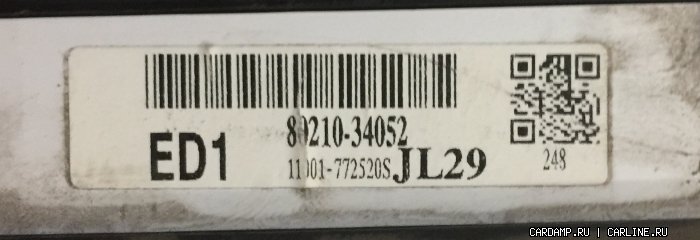 ED1
80210-34052
11001-772520S JL29
248
CARDAMP.RU | CARLINE.RU